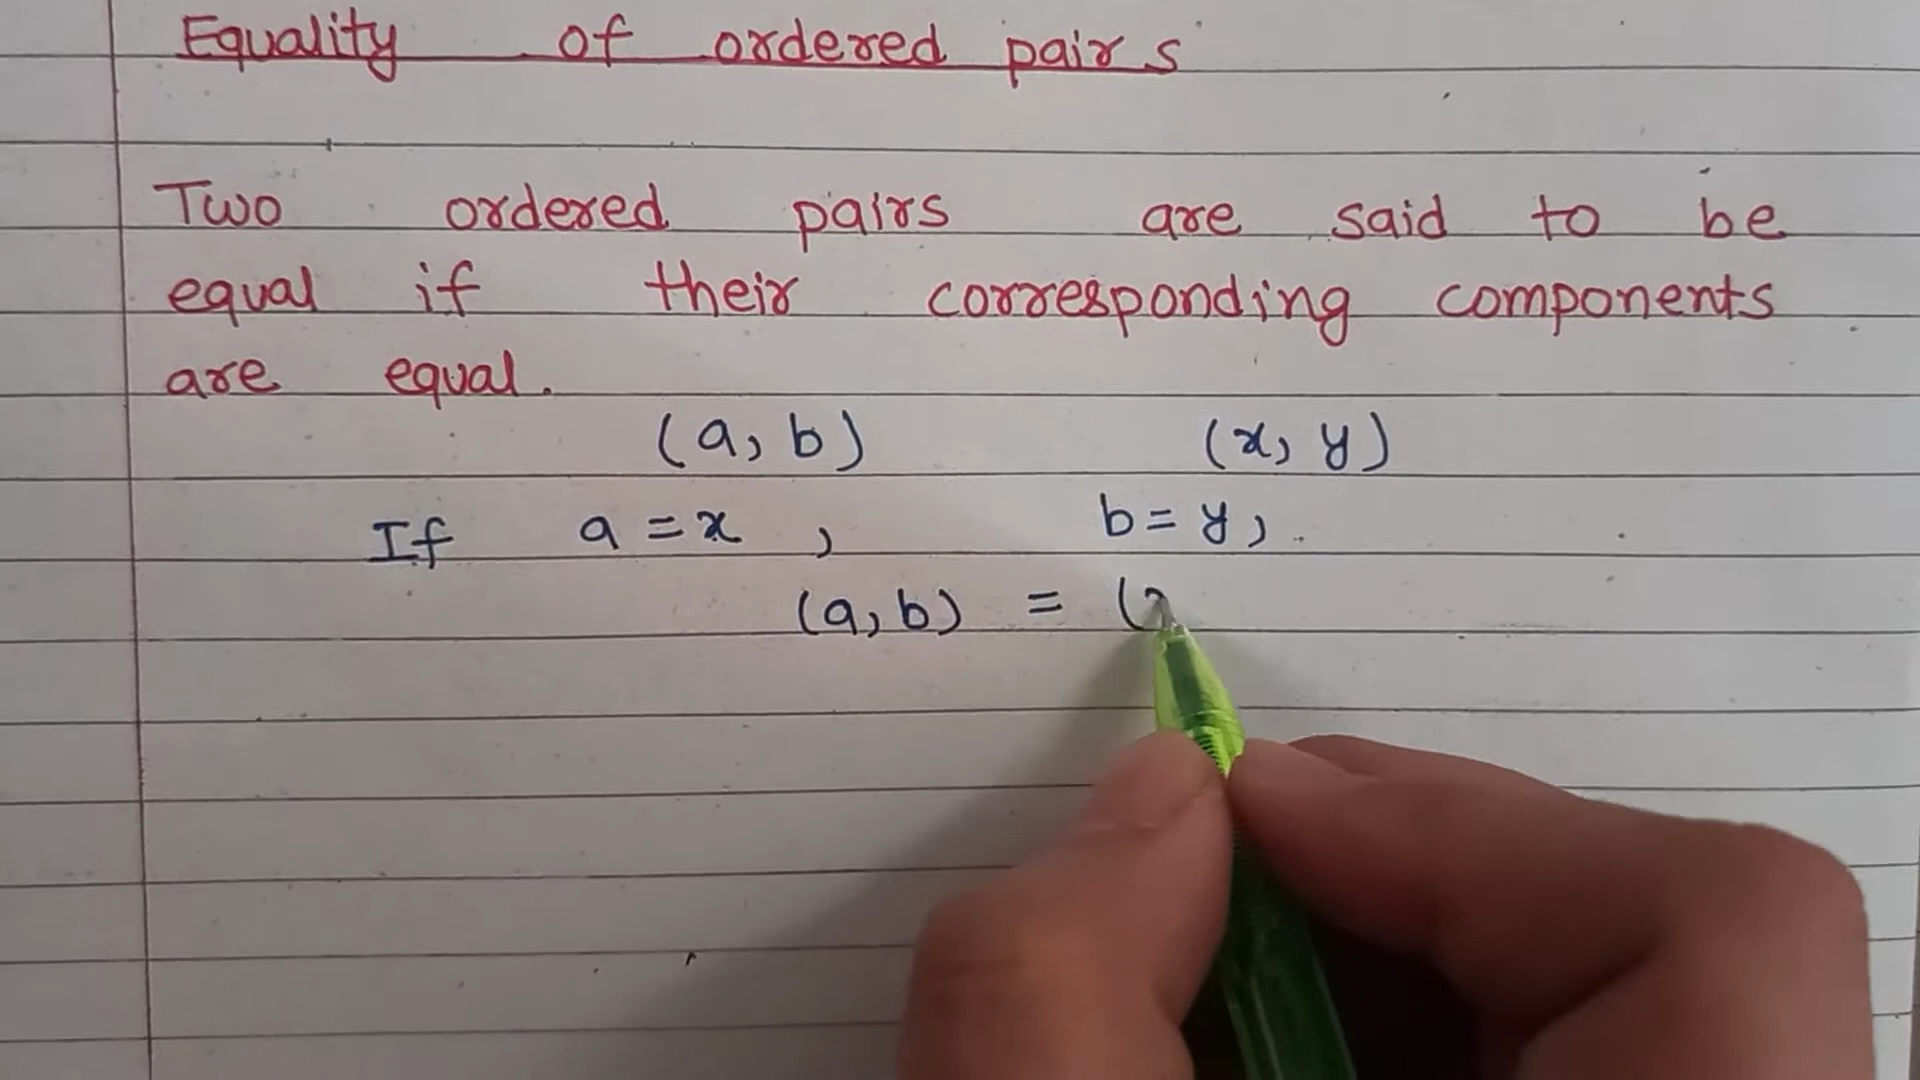 Equality of ordered pairs
Two ordered pairs are said to be
equal if their corresponding components
are equal.
(a, b) (x, y)
If a = x , b = y ,
(a, b) = (